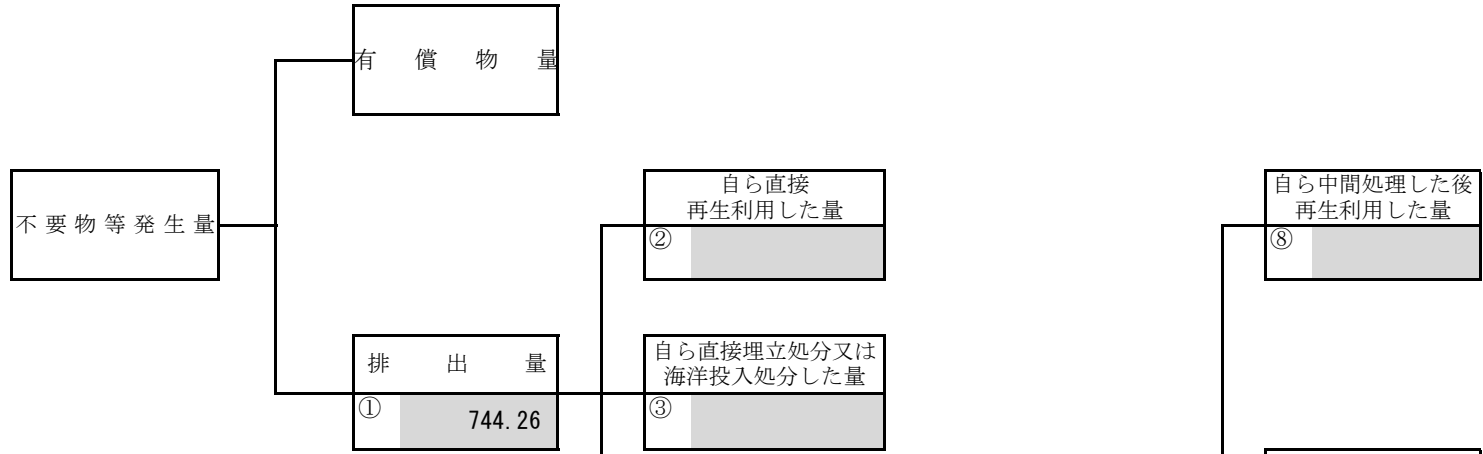 有償物量
不要物等発生量
自ら直接
再生利用した量
②
自ら中間処理した後
再生利用した量
⑧
排出量
① 744.26
自ら直接埋立処分又は
海洋投入処分した量
③